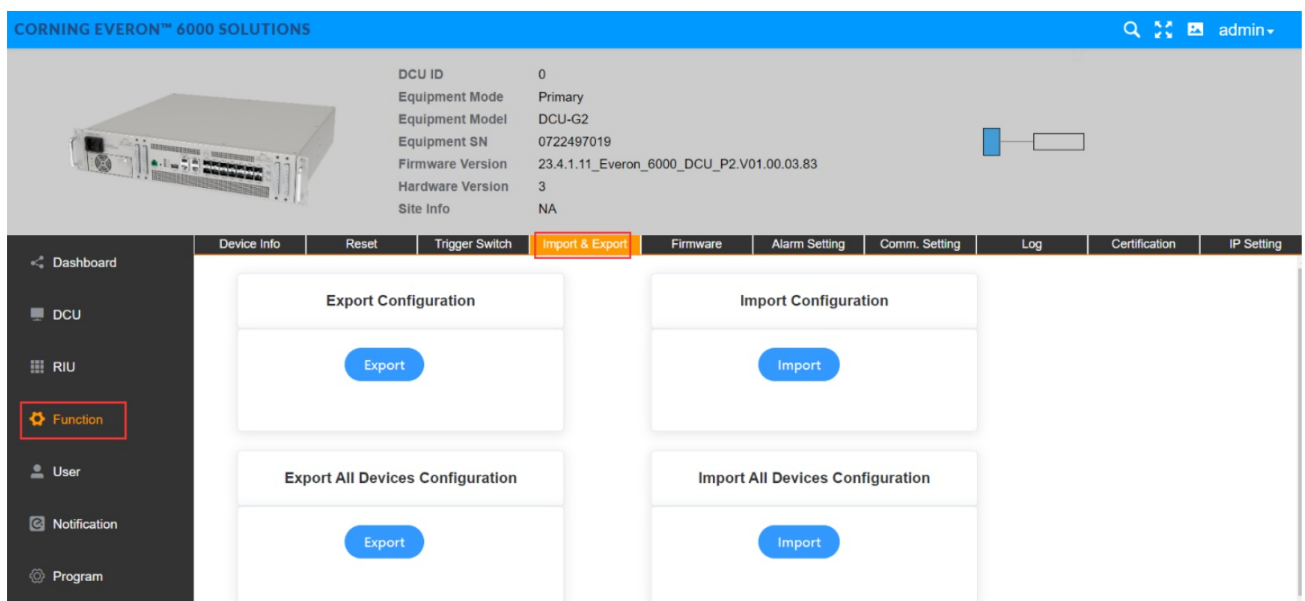 CORNING EVERON™ 6000 SOLUTIONS
admin
DCU ID 0
Equipment Mode Primary
Equipment Model DCU-G2
Equipment SN 0722497019
Firmware Version 23.4.1.11_Everon_6000_DCU_P2.V01.00.03.83
Hardware Version 3
Site Info NA
Device Info Reset Trigger Switch Import & Export Firmware Alarm Setting Comm. Setting Log Certification IP Setting
Dashboard
DCU
RIU
Function
User
Notification
Program
Export Configuration Import Configuration
Export Import
Export All Devices Configuration Import All Devices Configuration
Export Import